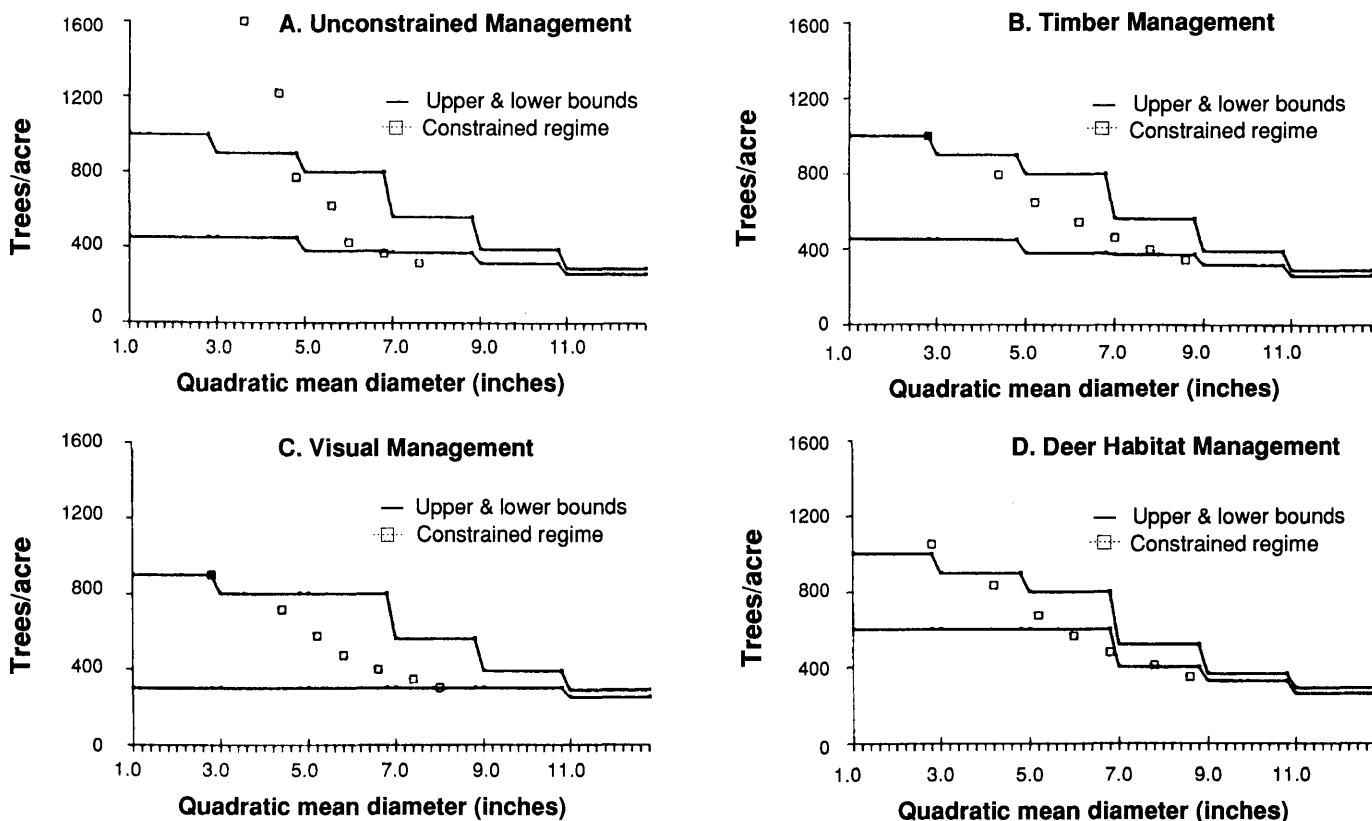 A. Unconstrained Management
Trees/acre
1600
1200
800
400
0
Upper & lower bounds
Constrained regime
1.0 3.0 5.0 7.0 9.0 11.0
Quadratic mean diameter (inches)
B. Timber Management
Trees/acre
1600
1200
800
400
0
Upper & lower bounds
Constrained regime
1.0 3.0 5.0 7.0 9.0 11.0
Quadratic mean diameter (inches)
C. Visual Management
Trees/acre
1600
1200
800
400
0
Upper & lower bounds
Constrained regime
1.0 3.0 5.0 7.0 9.0 11.0
Quadratic mean diameter (inches)
D. Deer Habitat Management
Trees/acre
1600
1200
800
400
0
Upper & lower bounds
Constrained regime
1.0 3.0 5.0 7.0 9.0 11.0
Quadratic mean diameter (inches)